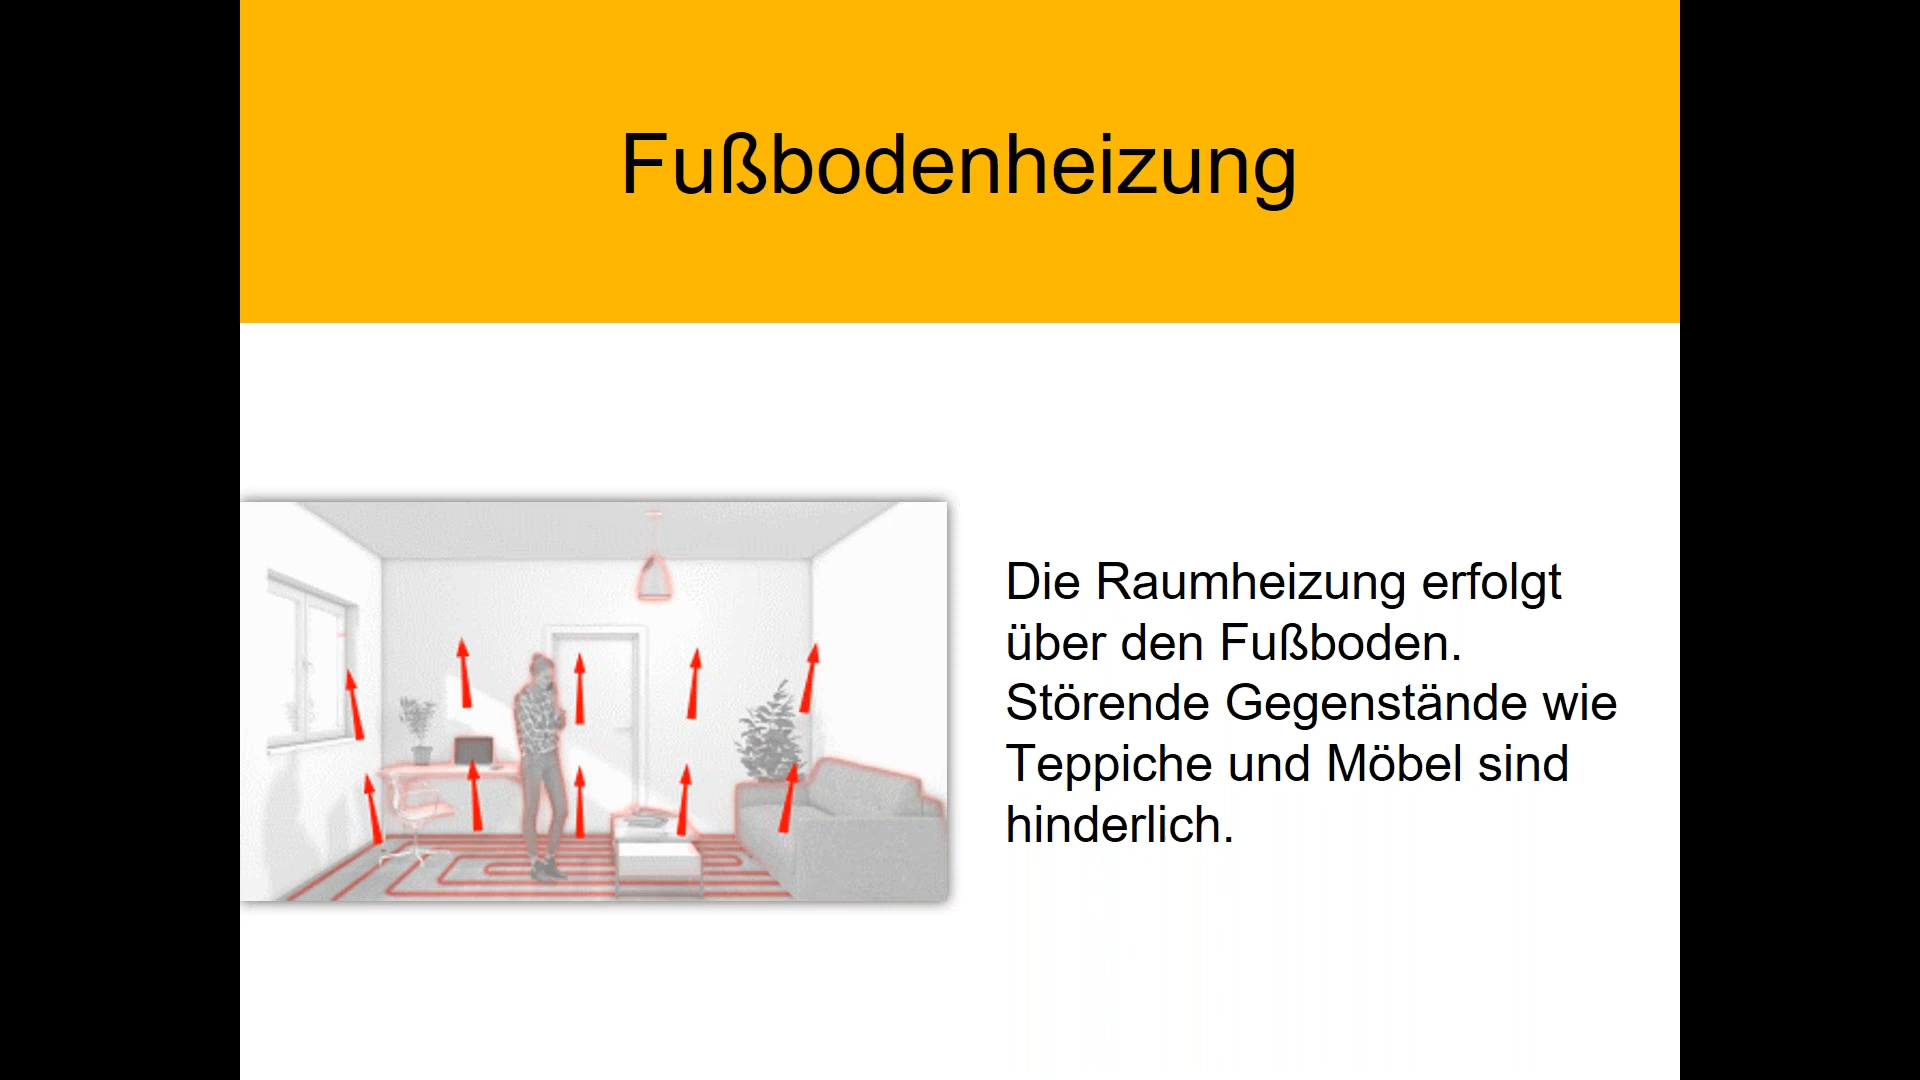 Fußbodenheizung
Die Raumheizung erfolgt
über den Fußboden.
Störende Gegenstände wie
Teppiche und Möbel sind
hinderlich.